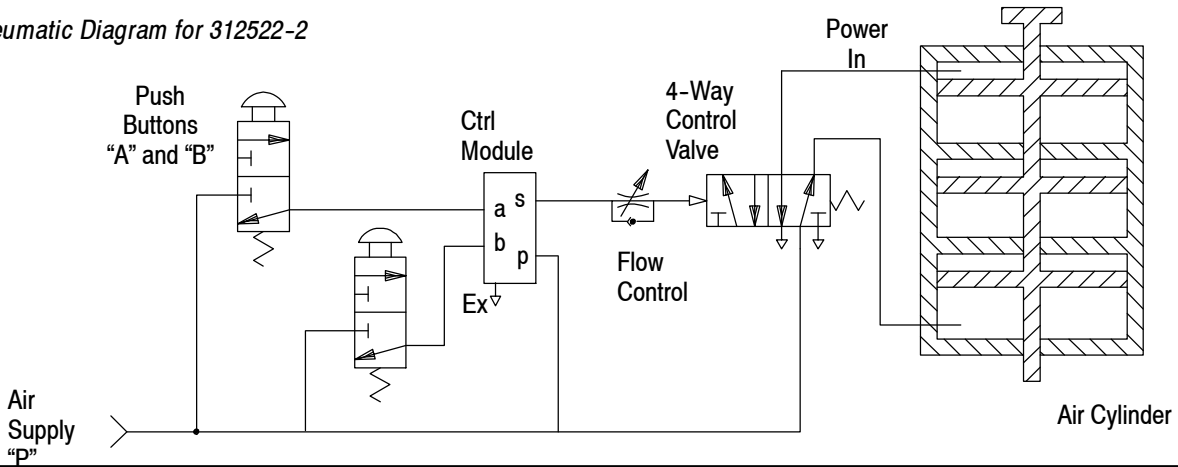 eumatic Diagram for 312522-2
Power
In
Push
Buttons
“A” and “B”
Ctrl
Module
4-Way
Control
Valve
a
s
b
p
Ex
Flow
Control
Air
Supply
“P”
Air Cylinder